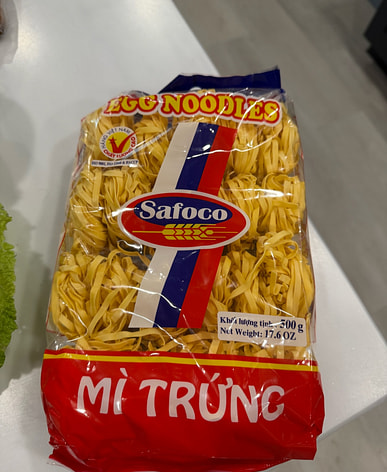 EGG NOODLES
Safoco
Khối lượng tịnh: 500 g
Net Weight: 17.6 OZ
MÌ TRỨNG